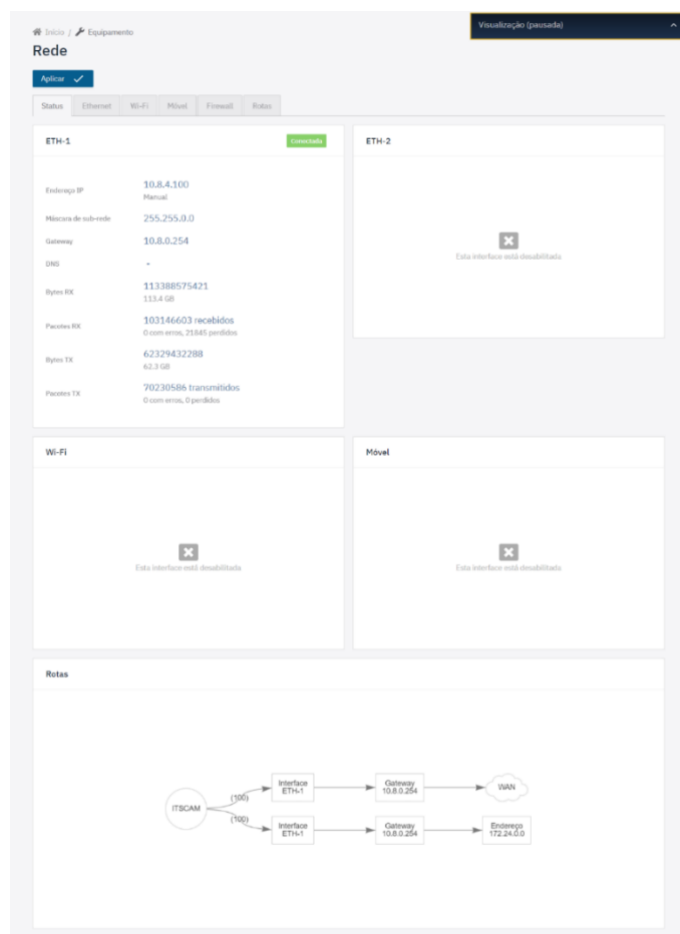 Visualização (pausada)
Início / Equipamento
Rede
Aplicar
Status Ethernet Wi-Fi Móvel Firewall Rotas
ETH-1 Conectada
Endereço IP 10.8.4.100
Manual
Máscara de sub-rede 255.255.0.0
Gateway 10.8.0.254
DNS -
Bytes RX 113388575421
113.4 GB
Pacotes RX 103146603 recebidos
0 com erros, 21845 perdidos
Bytes TX 62329432288
62.3 GB
Pacotes TX 70230586 transmitidos
0 com erros, 0 perdidos
ETH-2
Esta interface está desabilitada
Wi-Fi
Esta interface está desabilitada
Móvel
Esta interface está desabilitada
Rotas
ITSCAM
(100)
Interface
ETH-1
Gateway
10.8.0.254
WAN
(100)
Interface
ETH-1
Gateway
10.8.0.254
Endereço
172.24.0.0